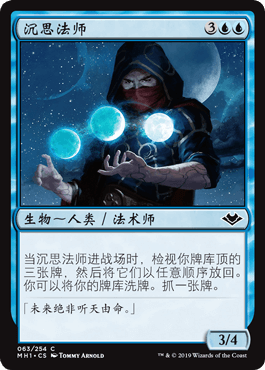 沉思法师 3
生物～人类 / 法术师
当沉思法师进战场时，检视你牌库顶的
三张牌，然后将它们以任意顺序放回。
你可以将你的牌库洗牌。抓一张牌。
「未来绝非听天由命。」
3/4
063/254 C
MH1•CS TOMMY ARNOLD
™ & © 2019 Wizards of the Coast